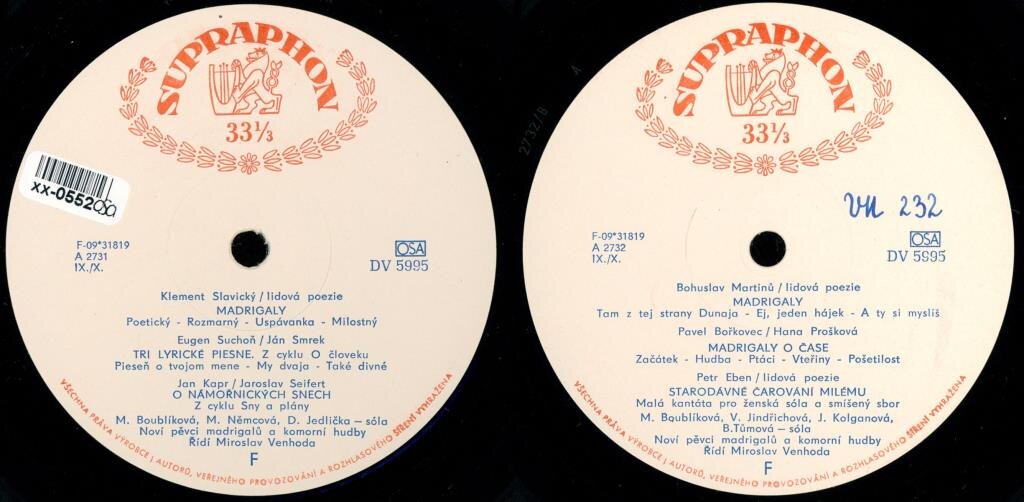 SUPRAPHON
33⅓
XX-0552
OSA
F-09*31819
A 2731
IX./X.
OSA
DV 5995
Klement Slavický / lidová poezie
MADRIGALY
Poetický - Rozmarný - Uspávanka - Milostný
Eugen Suchoň / Ján Smrek
TRI LYRICKÉ PIESNE. Z cyklu O človeku
Pieseň o tvojom mene - My dvaja - Také divné
Jan Kapr / Jaroslav Seifert
O NÁMOŘNICKÝCH SNECH
Z cyklu Sny a plány
M. Boublíková, M. Němcová, D. Jedlička — sóla
Noví pěvci madrigalů a komorní hudby
Řídí Miroslav Venhoda
F
VŠECHNA PRÁVA VÝROBCE I AUTORŮ, VEREJNÉHO PROVOZOVÁNÍ A ROZHLASOVÉHO ŠÍŘENÍ VYHRAŽENA
SUPRAPHON
33⅓
2732/B
A
VN 232
F-09*31819
A 2732
IX./X.
OSA
DV 5995
Bohuslav Martinů / lidová poezie
MADRIGALY
Tam z tej strany Dunaja - Ej, jeden hájek - A ty si myslíš
Pavel Bořkovec / Hana Prošková
MADRIGALY O ČASE
Začátek - Hudba - Ptáci - Vteřiny - Pošetilost
Petr Eben / lidová poezie
STARODÁVNÉ ČAROVÁNÍ MILÉMU
Malá kantáta pro ženská sóla a smíšený sbor
M. Boublíková, V. Jindřichová, J. Kolganová,
B.Tůmová – sóla
Noví pěvci madrigalů a komorní hudby
Řídí Miroslav Venhoda
F
VŠECHNA PRÁVA VÝROBCE I AUTORŮ, VEREJNÉHO PROVOZOVÁNÍ A ROZHLASOVÉHO ŠÍŘENÍ VYHRAŽENA